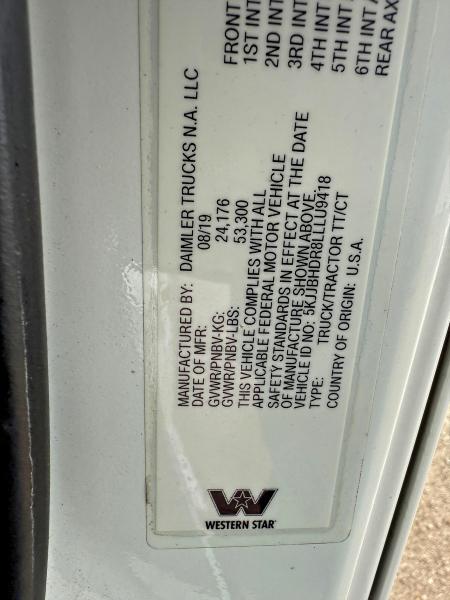 MANUFACTURED BY: DAIMLER TRUCKS N.A. LLC
DATE OF MFR: 08/19
GVWR/PNBV-KG: 24,176
GVWR/PNBV-LBS: 53,300
THIS VEHICLE COMPLIES WITH ALL
APPLICABLE FEDERAL MOTOR VEHICLE
SAFETY STANDARDS IN EFFECT AT THE DATE
OF MANUFACTURE SHOWN ABOVE.
VEHICLE ID NO: 5KJJBHDR8LLLU9418
TYPE: TRUCK/TRACTOR TT/CT
COUNTRY OF ORIGIN: U.S.A.
FRONT
1ST INT
2ND INT
3RD INT
4TH INT
5TH INT
6TH INT
REAR AX
WESTERN STAR